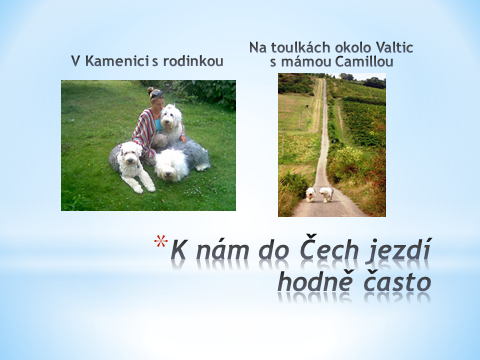 V Kamenici s rodinkou
Na toulkách okolo Valtic
s mámou Camillou
*K nám do Čech jezdí
hodně často